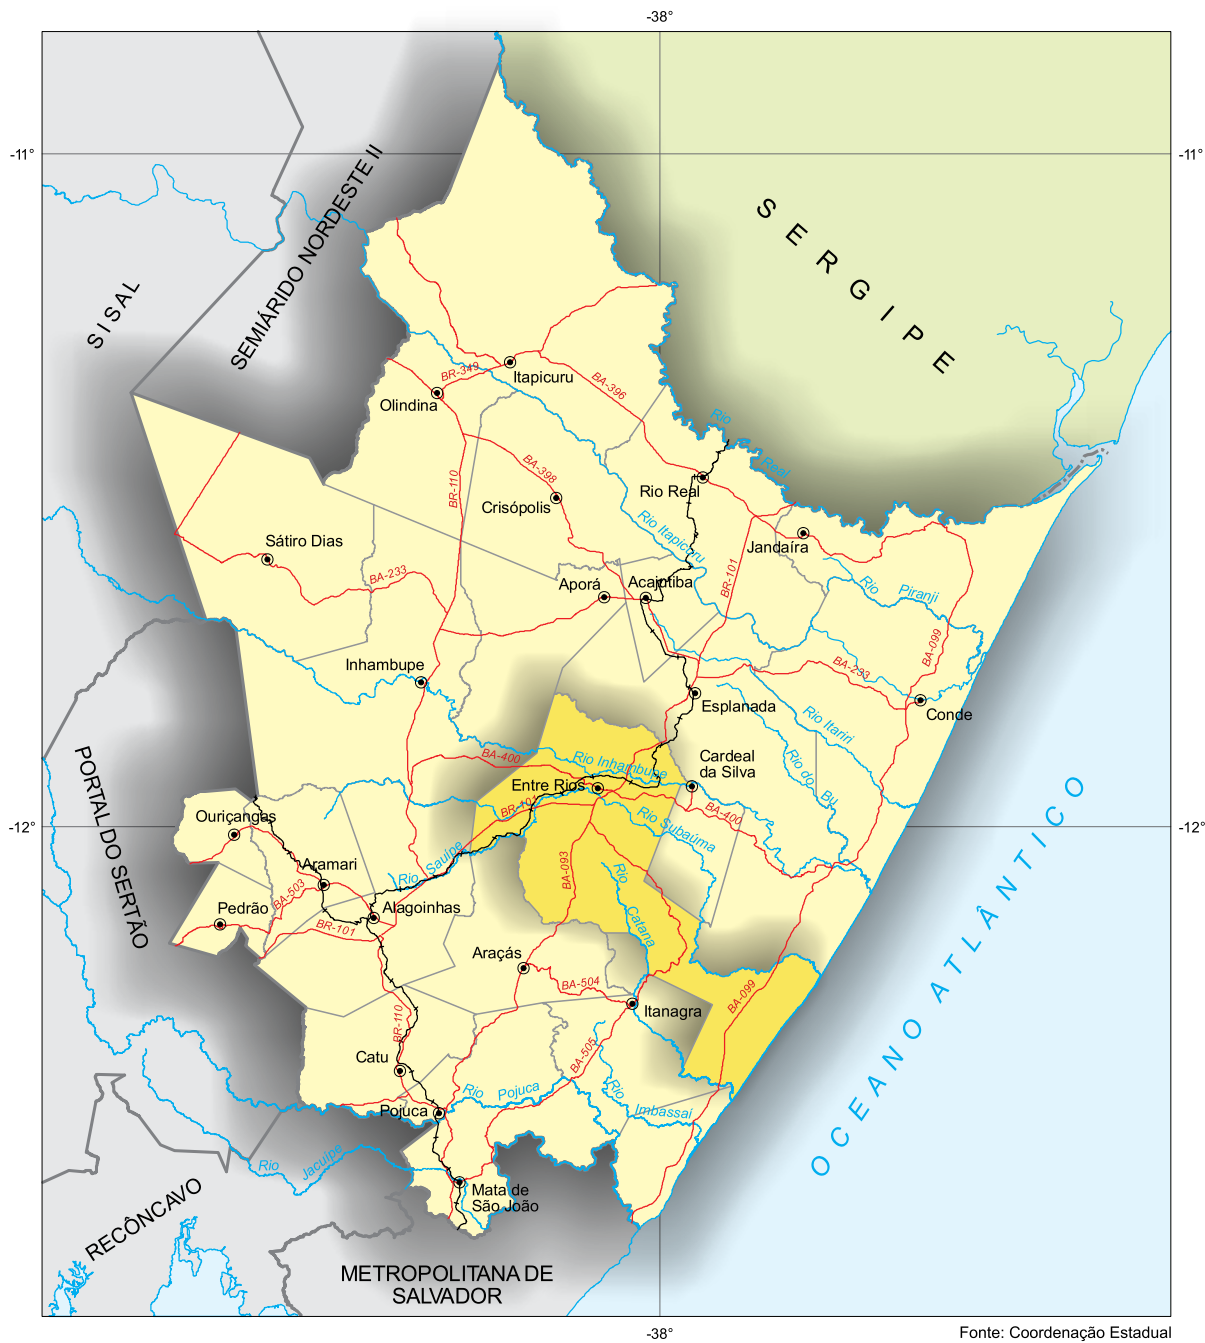 -38°
-11°
-11°
SERGIPE
SEMIÁRIDO NORDESTE II
SISAL
BR-349
Itapicuru
BA-396
Olindina
Rio
Real
BA-398
BR-110
Rio Real
Crisópolis
Rio Itapicuru
Jandaíra
Sátiro Dias
BA-233
Aporá
Acajutiba
BR-101
Rio
Piranji
BA-099
Inhambupe
BA-233
Esplanada
Conde
Rio Itariri
PORTAL DO SERTÃO
BA-400
Rio Inhambupe
Cardeal
da Silva
Rio do Bu
Entre Rios
BR-101
BA-400
Ouriçangas
Rio Subaúma
-12°
-12°
Rio Sauípe
Aramari
BA-093
Rio
Catana
BA-503
Pedrão
Alagoinhas
BR-101
Araçás
BA-504
BA-099
Itanagra
OCEANO ATLÂNTICO
BR-110
Catu
BA-505
Rio Pojuca
Rio
Imbassaí
Pojuca
Rio Jacuípe
Mata de
São João
RECÔNCAVO
METROPOLITANA DE
SALVADOR
-38°
Fonte: Coordenação Estadual